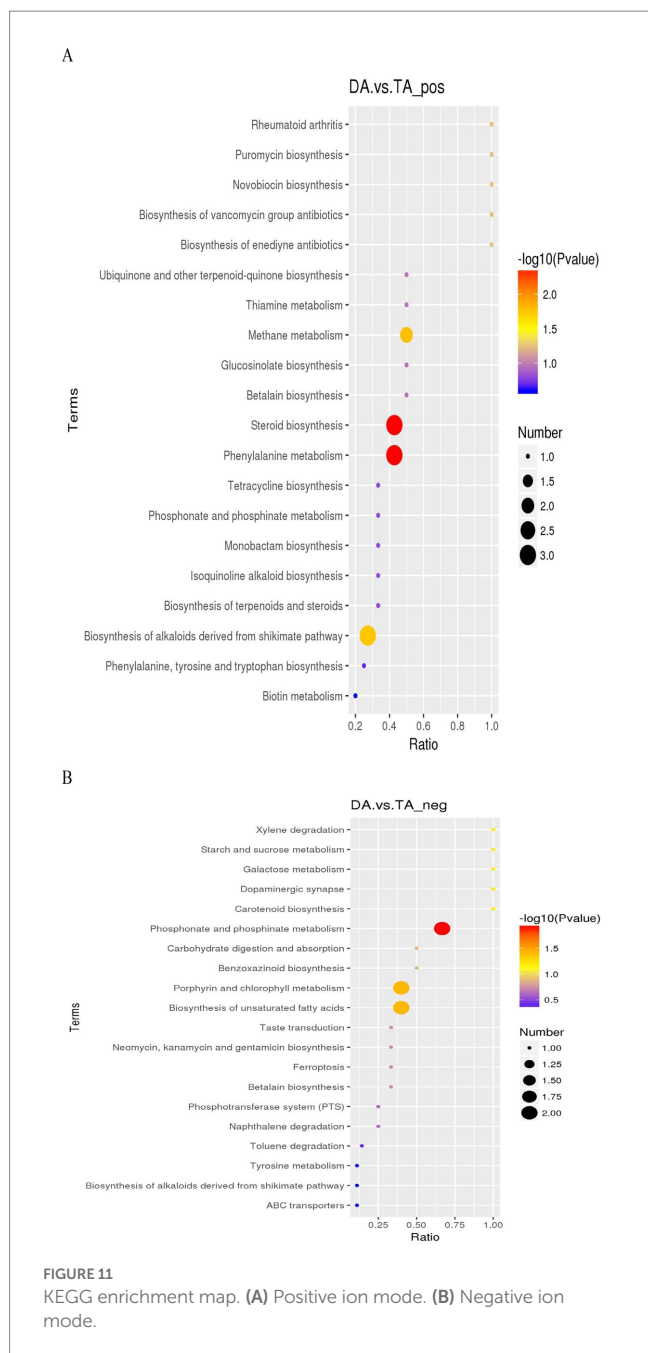 A
DA.vs.TA_pos
Terms
Rheumatoid arthritis
Puromycin biosynthesis
Novobiocin biosynthesis
Biosynthesis of vancomycin group antibiotics
Biosynthesis of enediyne antibiotics
Ubiquinone and other terpenoid-quinone biosynthesis
Thiamine metabolism
Methane metabolism
Glucosinolate biosynthesis
Betalain biosynthesis
Steroid biosynthesis
Phenylalanine metabolism
Tetracycline biosynthesis
Phosphonate and phosphinate metabolism
Monobactam biosynthesis
Isoquinoline alkaloid biosynthesis
Biosynthesis of terpenoids and steroids
Biosynthesis of alkaloids derived from shikimate pathway
Phenylalanine, tyrosine and tryptophan biosynthesis
Biotin metabolism
0.2 0.4 0.6 0.8 1.0
Ratio
-log10(Pvalue)
2.0
1.5
1.0
Number
1.0
1.5
2.0
2.5
3.0
B
DA.vs.TA_neg
Terms
Xylene degradation
Starch and sucrose metabolism
Galactose metabolism
Dopaminergic synapse
Carotenoid biosynthesis
Phosphonate and phosphinate metabolism
Carbohydrate digestion and absorption
Benzoxazinoid biosynthesis
Porphyrin and chlorophyll metabolism
Biosynthesis of unsaturated fatty acids
Taste transduction
Neomycin, kanamycin and gentamicin biosynthesis
Ferroptosis
Betalain biosynthesis
Phosphotransferase system (PTS)
Naphthalene degradation
Toluene degradation
Tyrosine metabolism
Biosynthesis of alkaloids derived from shikimate pathway
ABC transporters
0.25 0.50 0.75 1.00
Ratio
-log10(Pvalue)
1.5
1.0
0.5
Number
1.00
1.25
1.50
1.75
2.00
FIGURE 11
KEGG enrichment map. (A) Positive ion mode. (B) Negative ion
mode.